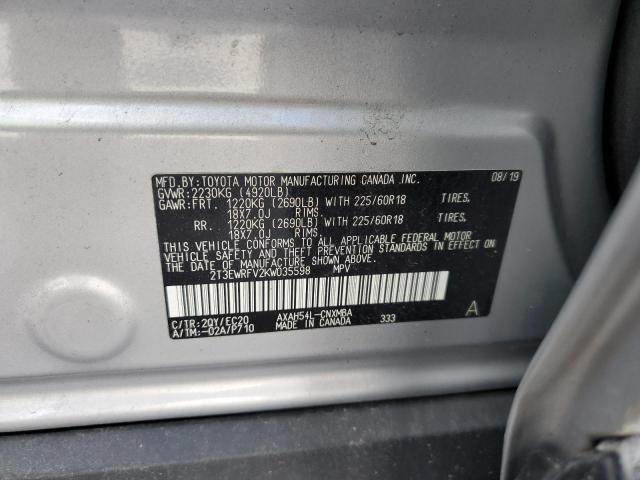 MFD.BY:TOYOTA MOTOR MANUFACTURING CANADA INC. 08/19
GVWR:2230KG (4920LB)
GAWR:FRT. 1220KG (2690LB) WITH 225/60R18 TIRES.
18X7.0J RIMS.
RR. 1220KG (2690LB) WITH 225/60R18 TIRES.
18X7.0J RIMS.
THIS VEHICLE CONFORMS TO ALL APPLICABLE FEDERAL MOTOR
VEHICLE SAFETY AND THEFT PREVENTION STANDARDS IN EFFECT
ON THE DATE OF MANUFACTURE SHOWN ABOVE.
2T3EWRFV2KW035598 MPV
C/TR:2QY/EC20 AXAH54L-CNXMBA 333 A
A/TM:-02A/P710 MADE IN CANADA